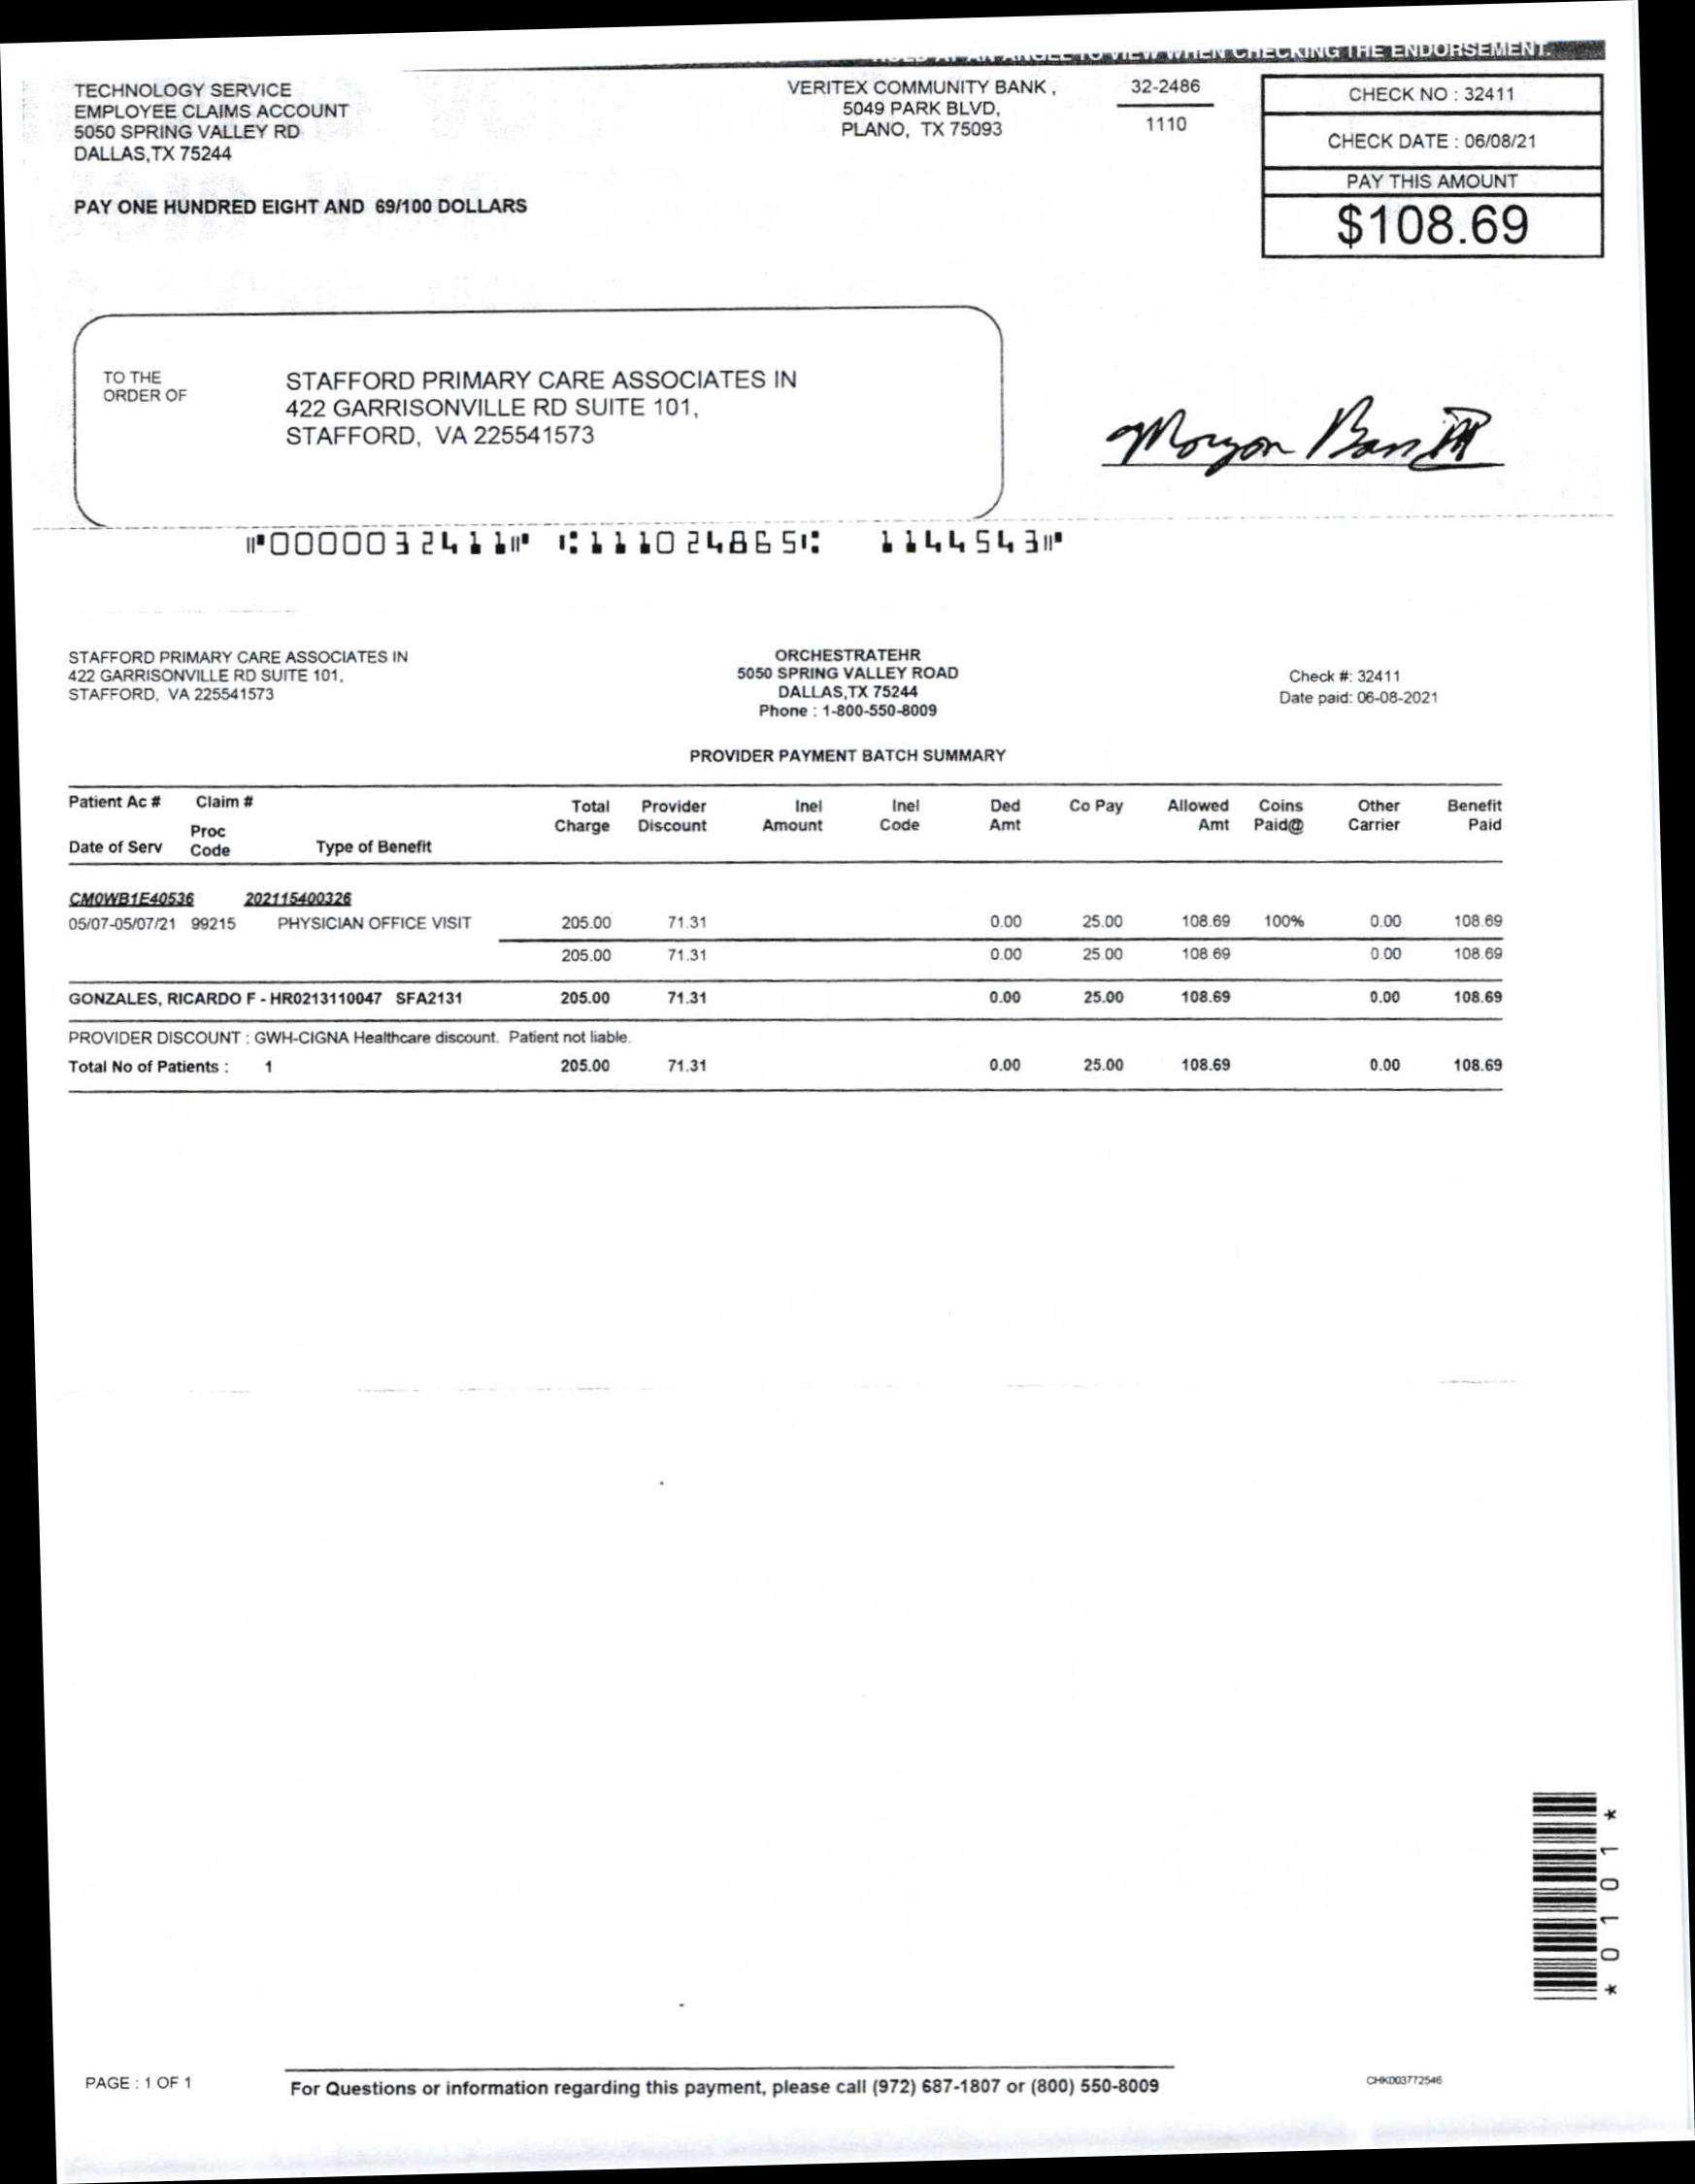 HOLD AT AN ANGLE TO VIEW WHEN CHECKING THE ENDORSEMENT.
TECHNOLOGY SERVICE
EMPLOYEE CLAIMS ACCOUNT
5050 SPRING VALLEY RD
DALLAS,TX 75244
VERITEX COMMUNITY BANK ,
5049 PARK BLVD,
PLANO, TX 75093
32-2486
1110
CHECK NO : 32411
CHECK DATE : 06/08/21
PAY THIS AMOUNT
$108.69
PAY ONE HUNDRED EIGHT AND 69/100 DOLLARS
TO THE
ORDER OF
STAFFORD PRIMARY CARE ASSOCIATES IN
422 GARRISONVILLE RD SUITE 101,
STAFFORD, VA 225541573
Morgan
⑈0000032411⑈ ⑆111024865⑆ 1144543⑈
STAFFORD PRIMARY CARE ASSOCIATES IN
422 GARRISONVILLE RD SUITE 101,
STAFFORD, VA 225541573
ORCHESTRATEHR
5050 SPRING VALLEY ROAD
DALLAS,TX 75244
Phone : 1-800-550-8009
Check #: 32411
Date paid: 06-08-2021
PROVIDER PAYMENT BATCH SUMMARY
Patient Ac # Claim # Total Provider Inel Inel Ded Co Pay Allowed Coins Other Benefit
Proc Charge Discount Amount Code Amt Amt Paid@ Carrier Paid
Date of Serv Code Type of Benefit
CM0WB1E40536 202115400326
05/07-05/07/21 99215 PHYSICIAN OFFICE VISIT 205.00 71.31 0.00 25.00 108.69 100% 0.00 108.69
205.00 71.31 0.00 25.00 108.69 0.00 108.69
GONZALES, RICARDO F - HR0213110047 SFA2131 205.00 71.31 0.00 25.00 108.69 0.00 108.69
PROVIDER DISCOUNT : GWH-CIGNA Healthcare discount. Patient not liable.
Total No of Patients : 1 205.00 71.31 0.00 25.00 108.69 0.00 108.69
*0101*
PAGE : 1 OF 1
For Questions or information regarding this payment, please call (972) 687-1807 or (800) 550-8009
CHK003772546